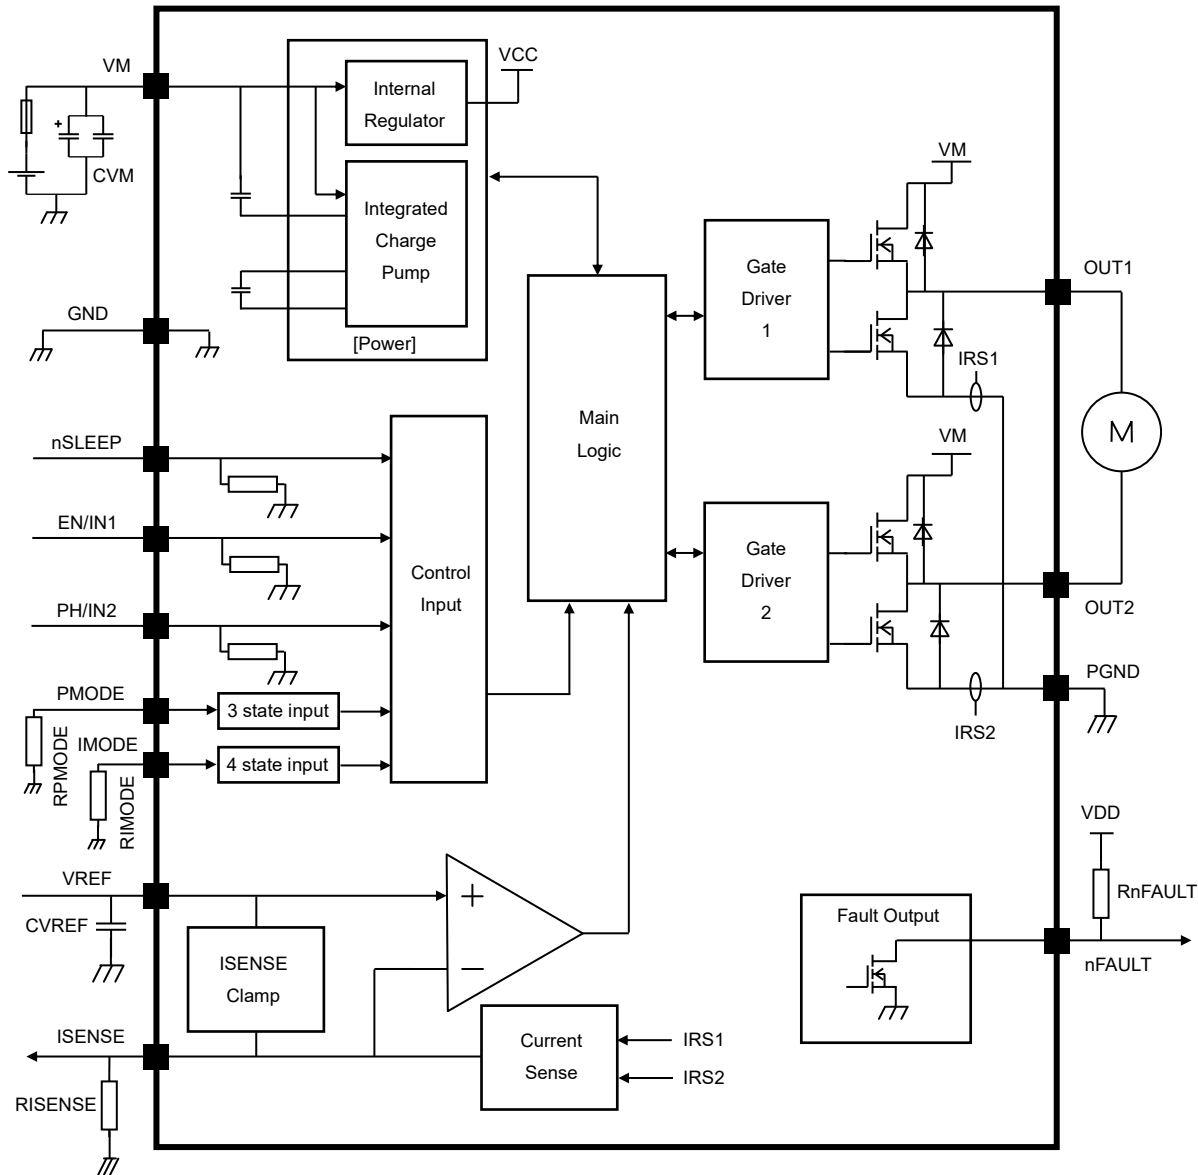 VM
VCC
Internal
Regulator
CVM
+
Integrated
Charge
Pump
[Power]
GND
VM
Gate
Driver
1
OUT1
IRS1
M
Main
Logic
nSLEEP
EN/IN1
PH/IN2
Control
Input
VM
Gate
Driver
2
OUT2
PGND
IRS2
PMODE
3 state input
IMODE
4 state input
RPMODE
RIMODE
VREF
CVREF
+
−
ISENSE
Clamp
ISENSE
RISENSE
Current
Sense
IRS1
IRS2
VDD
RnFAULT
Fault Output
nFAULT